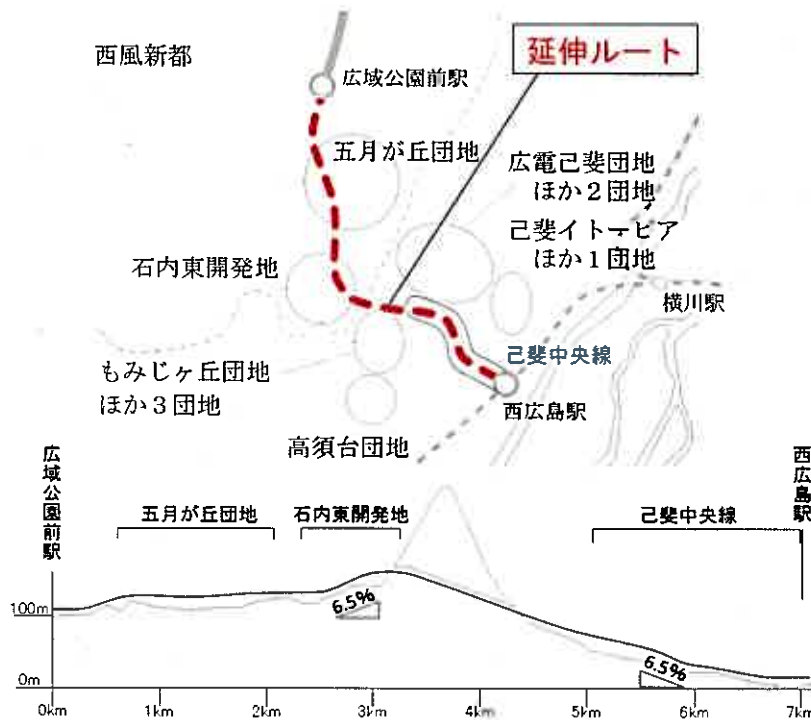 西風新都
広域公園前駅
延伸ルート
五月が丘団地
広電己斐団地
ほか2団地
己斐イトーピア
ほか1団地
石内東開発地
横川駅
己斐中央線
もみじヶ丘団地
ほか3団地
西広島駅
高須台団地
広域公園前駅
五月が丘団地
石内東開発地
己斐中央線
西広島駅
100m
6.5%
6.5%
0m
0km
1km
2km
3km
4km
5km
6km
7km